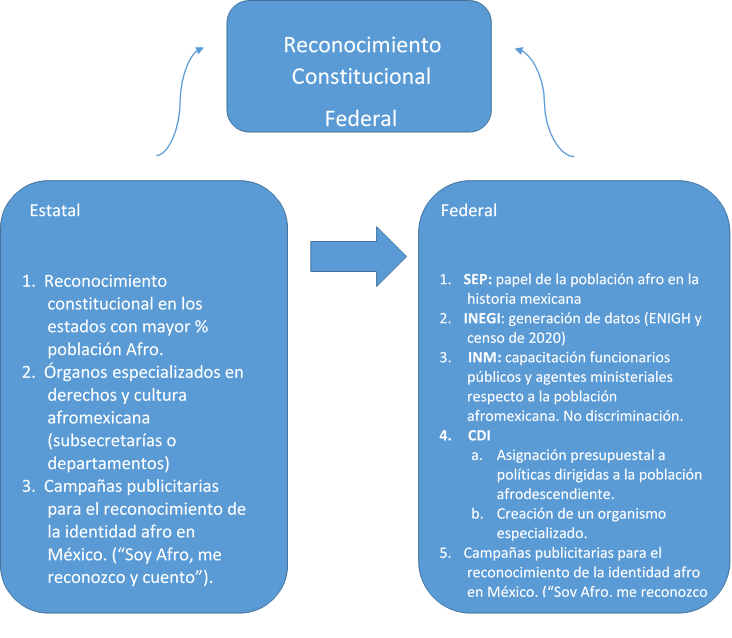 Reconocimiento
Constitucional
Federal
Estatal
1. Reconocimiento
constitucional en los
estados con mayor %
población Afro.
2. Órganos especializados en
derechos y cultura
afromexicana
(subsecretarías o
departamentos)
3. Campañas publicitarias
para el reconocimiento de
la identidad afro en
México. (“Soy Afro, me
reconozco y cuento”).
Federal
1. SEP: papel de la población afro en la
historia mexicana
2. INEGI: generación de datos (ENIGH y
censo de 2020)
3. INM: capacitación funcionarios
públicos y agentes ministeriales
respecto a la población
afromexicana. No discriminación.
4. CDI
a. Asignación presupuestal a
políticas dirigidas a la población
afrodescendiente.
b. Creación de un organismo
especializado.
5. Campañas publicitarias para el
reconocimiento de la identidad afro
en México. (“Soy Afro, me reconozco